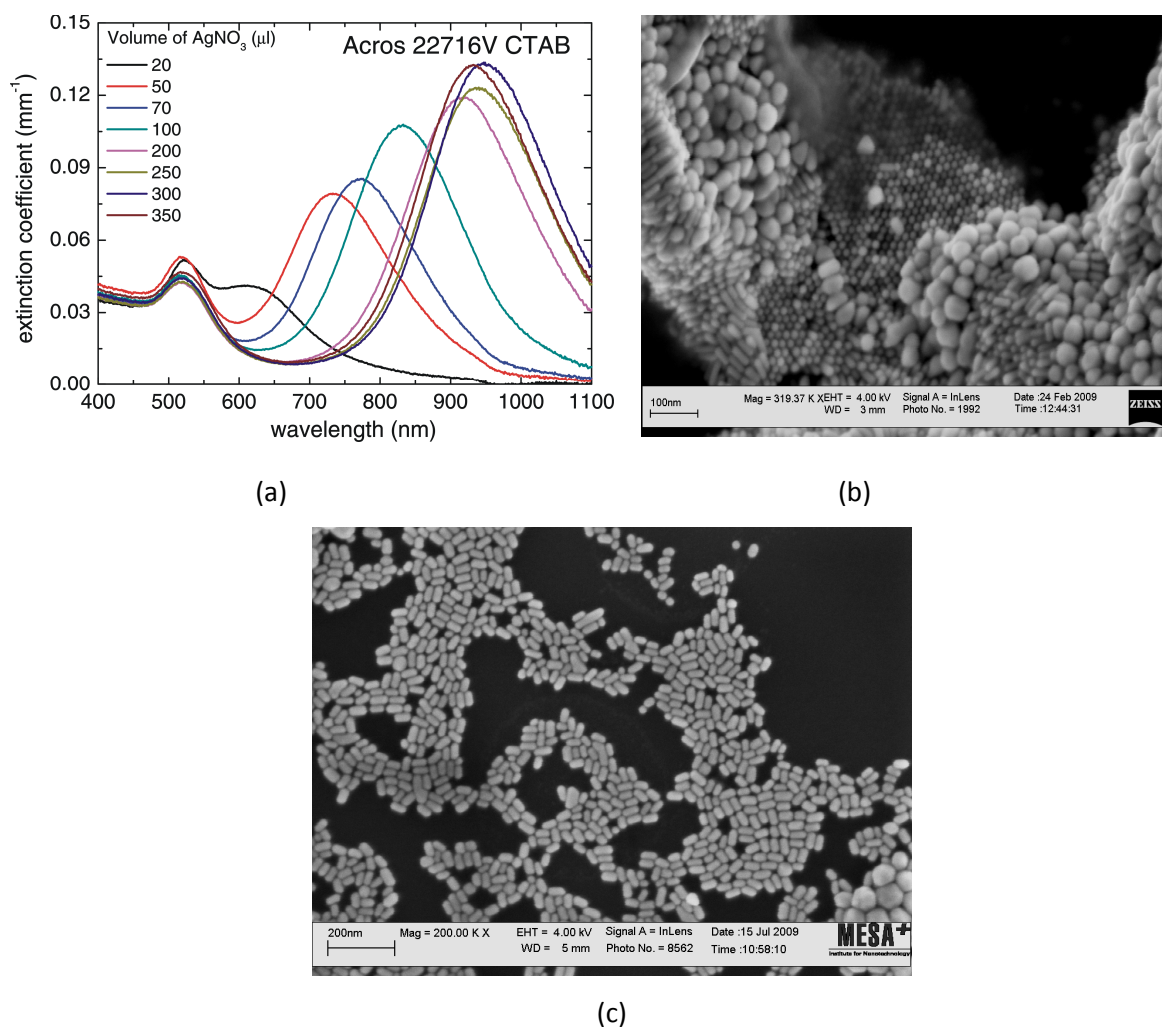 0.15
0.12
0.09
0.06
0.03
0.00
extinction coefficient (mm⁻¹)
Volume of AgNO₃ (μl)
20
50
70
100
200
250
300
350
Acros 22716V CTAB
400 500 600 700 800 900 1000 1100
wavelength (nm)
(a)
100nm
Mag = 319.37 K X EHT = 4.00 kV Signal A = InLens Date :24 Feb 2009
WD = 3 mm Photo No. = 1992 Time :12:44:31
ZEISS
(b)
200nm
Mag = 200.00 K X EHT = 4.00 kV Signal A = InLens Date :15 Jul 2009
WD = 5 mm Photo No. = 8562 Time :10:58:10
MESA+
Institute for Nanotechnology
(c)